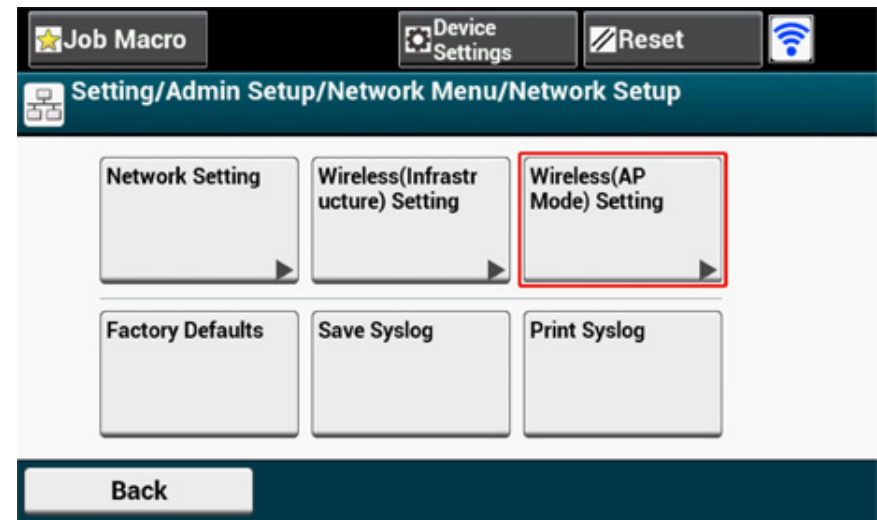 Job Macro
Device
Settings
Reset
Setting/Admin Setup/Network Menu/Network Setup
Network Setting
Wireless(Infrastr
ucture) Setting
Wireless(AP
Mode) Setting
Factory Defaults
Save Syslog
Print Syslog
Back